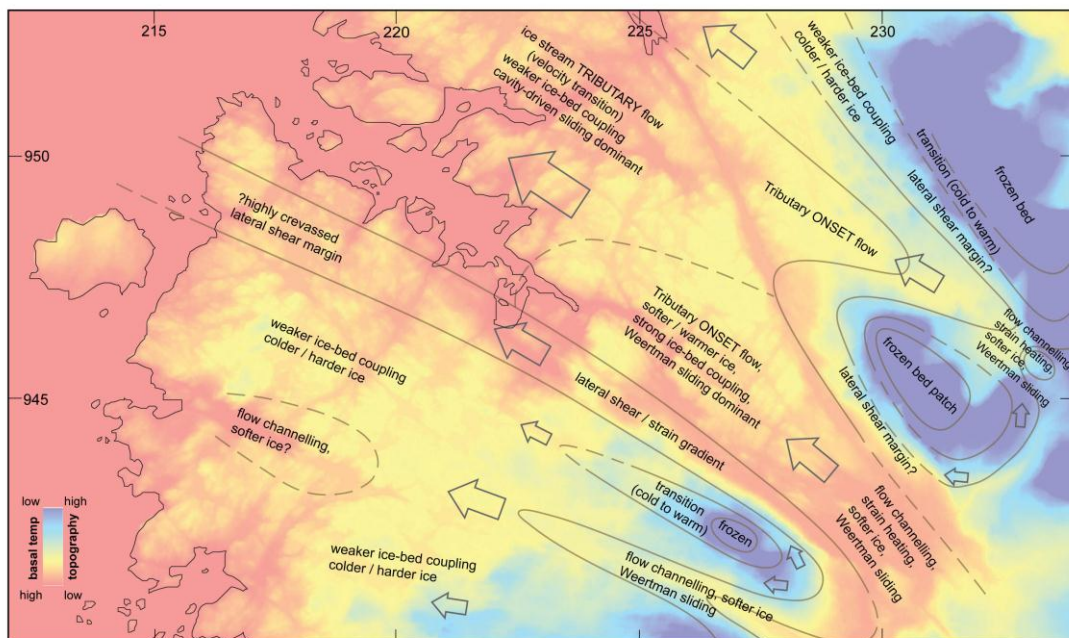 215
220
225
230
950
945
ice stream TRIBUTARY flow
(velocity transition)
weaker ice-bed coupling
cavity-driven sliding dominant
weaker ice-bed coupling
colder / harder ice
transition (cold to warm)
lateral shear margin?
frozen bed
?highly crevassed
lateral shear margin
Tributary ONSET flow
Tributary ONSET flow,
softer / warmer ice,
strong ice-bed coupling,
Weertman sliding dominant
flow channelling,
strain heating,
softer ice,
Weertman sliding
frozen bed patch
lateral shear margin?
weaker ice-bed coupling
colder / harder ice
lateral shear / strain gradient
flow channelling,
softer ice?
transition
(cold to warm)
frozen
flow channelling,
strain heating,
softer ice,
Weertman sliding
flow channelling, softer ice
Weertman sliding
weaker ice-bed coupling
colder / harder ice
low high
basal temp
topography
high low